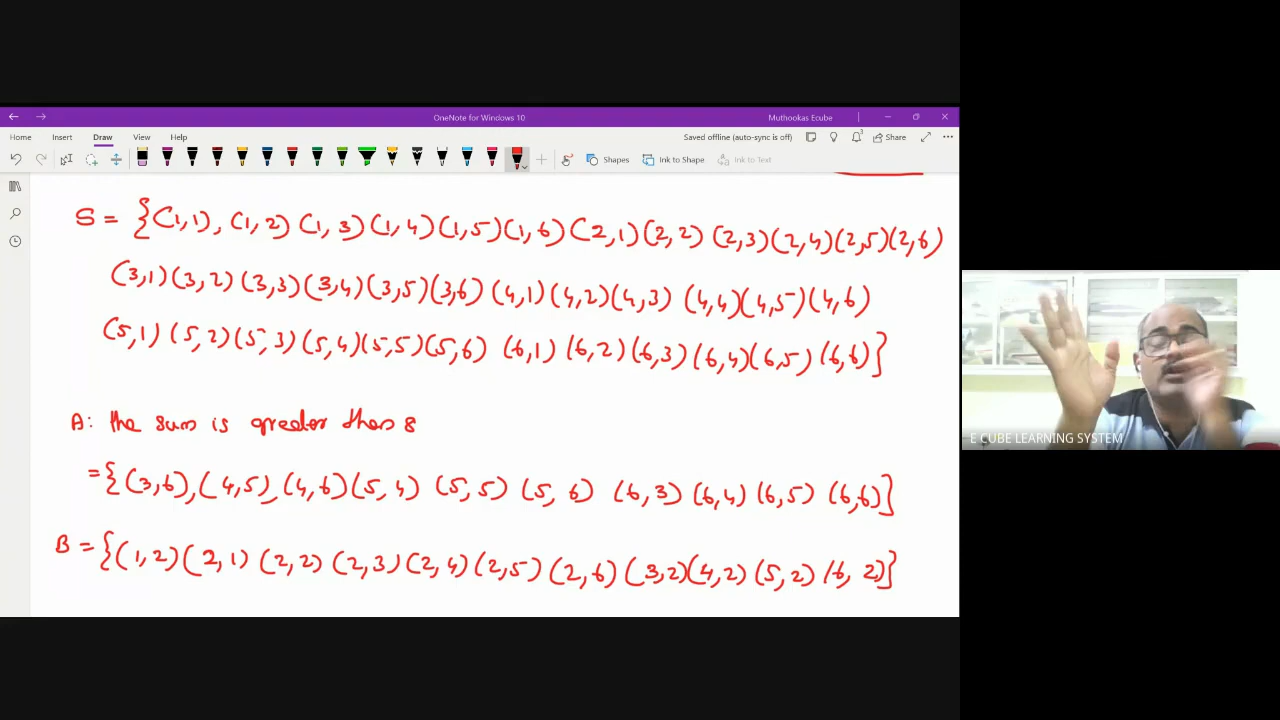 OneNote for Windows 10
Muthookas Ecube
Home Insert Draw View Help
Saved offline (auto-sync is off)
Share
Shapes
Ink to Shape
Ink to Text
S = {(1,1), (1,2) (1,3) (1,4) (1,5) (1,6) (2,1) (2,2) (2,3) (2,4) (2,5) (2,6)
(3,1) (3,2) (3,3) (3,4) (3,5) (3,6) (4,1) (4,2) (4,3) (4,4) (4,5) (4,6)
(5,1) (5,2) (5,3) (5,4) (5,5) (5,6) (6,1) (6,2) (6,3) (6,4) (6,5) (6,6)}
A: the sum is greater than 8
= {(3,6), (4,5), (4,6) (5,4) (5,5) (5,6) (6,3) (6,4) (6,5) (6,6)}
B = {(1,2) (2,1) (2,2) (2,3) (2,4) (2,5) (2,6) (3,2) (4,2) (5,2) (6,2)}
E CUBE LEARNING SYSTEM